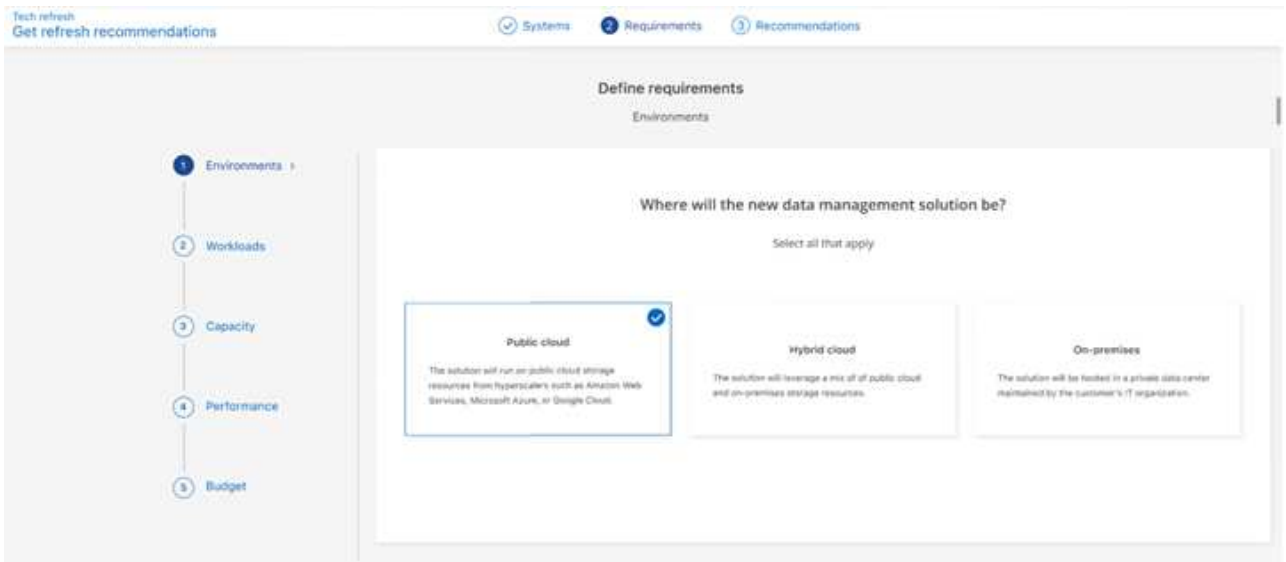 Tech refresh
Get refresh recommendations
Systems
2 Requirements
3 Recommendations
Define requirements
Environments
1 Environments ›
2 Workloads
3 Capacity
4 Performance
5 Budget
Where will the new data management solution be?
Select all that apply
Public cloud
The solution will run on public cloud storage
resources from hyperscalers such as Amazon Web
Services, Microsoft Azure, or Google Cloud.
Hybrid cloud
The solution will leverage a mix of of public cloud
and on-premises storage resources.
On-premises
The solution will be hosted in a private data center
maintained by the customer's IT organization.